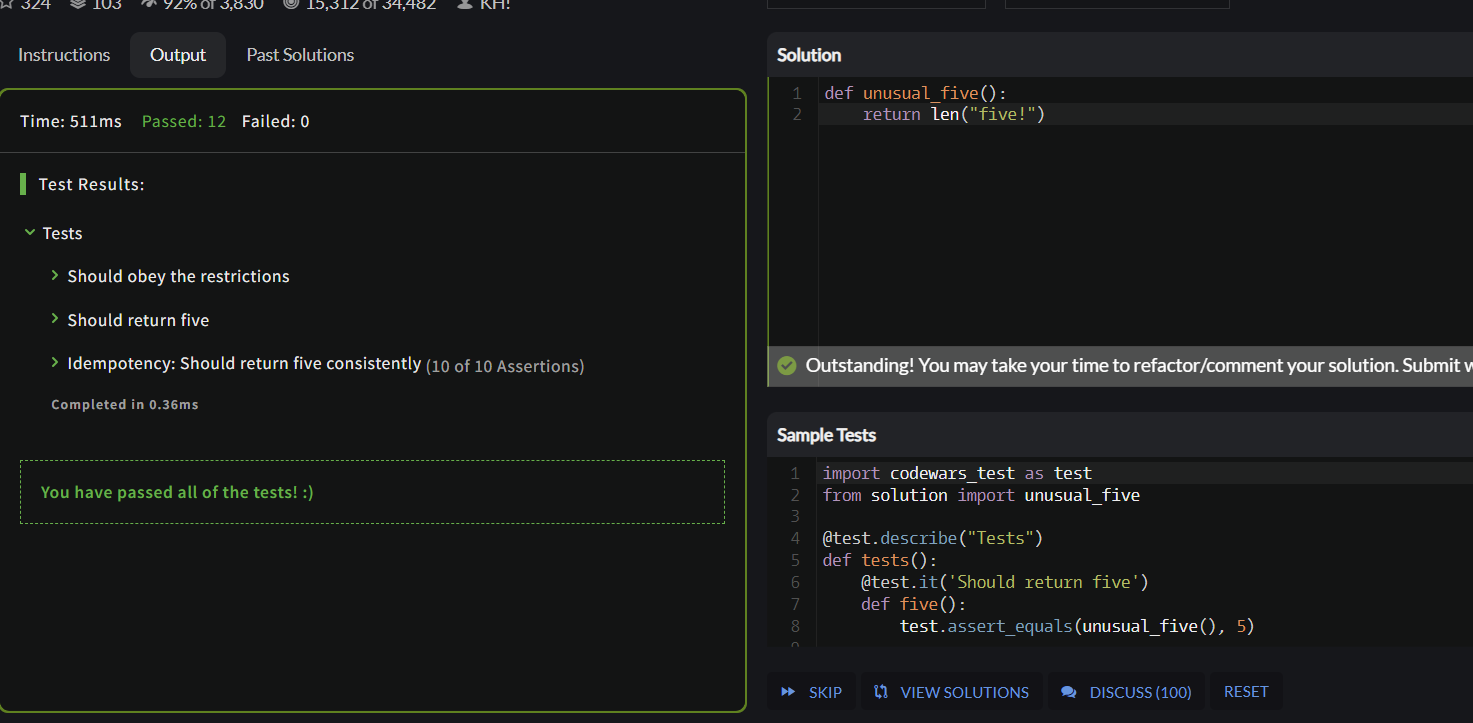 324 103 92% of 3,830 15,312 of 34,482 KH!
Instructions Output Past Solutions
Time: 511ms Passed: 12 Failed: 0
Test Results:
Tests
Should obey the restrictions
Should return five
Idempotency: Should return five consistently (10 of 10 Assertions)
Completed in 0.36ms
You have passed all of the tests! :)
Solution
1 def unusual_five():
2     return len("five!")
Outstanding! You may take your time to refactor/comment your solution. Submit w
Sample Tests
1 import codewars_test as test
2 from solution import unusual_five
3
4 @test.describe("Tests")
5 def tests():
6     @test.it('Should return five')
7     def five():
8         test.assert_equals(unusual_five(), 5)
SKIP VIEW SOLUTIONS DISCUSS (100) RESET